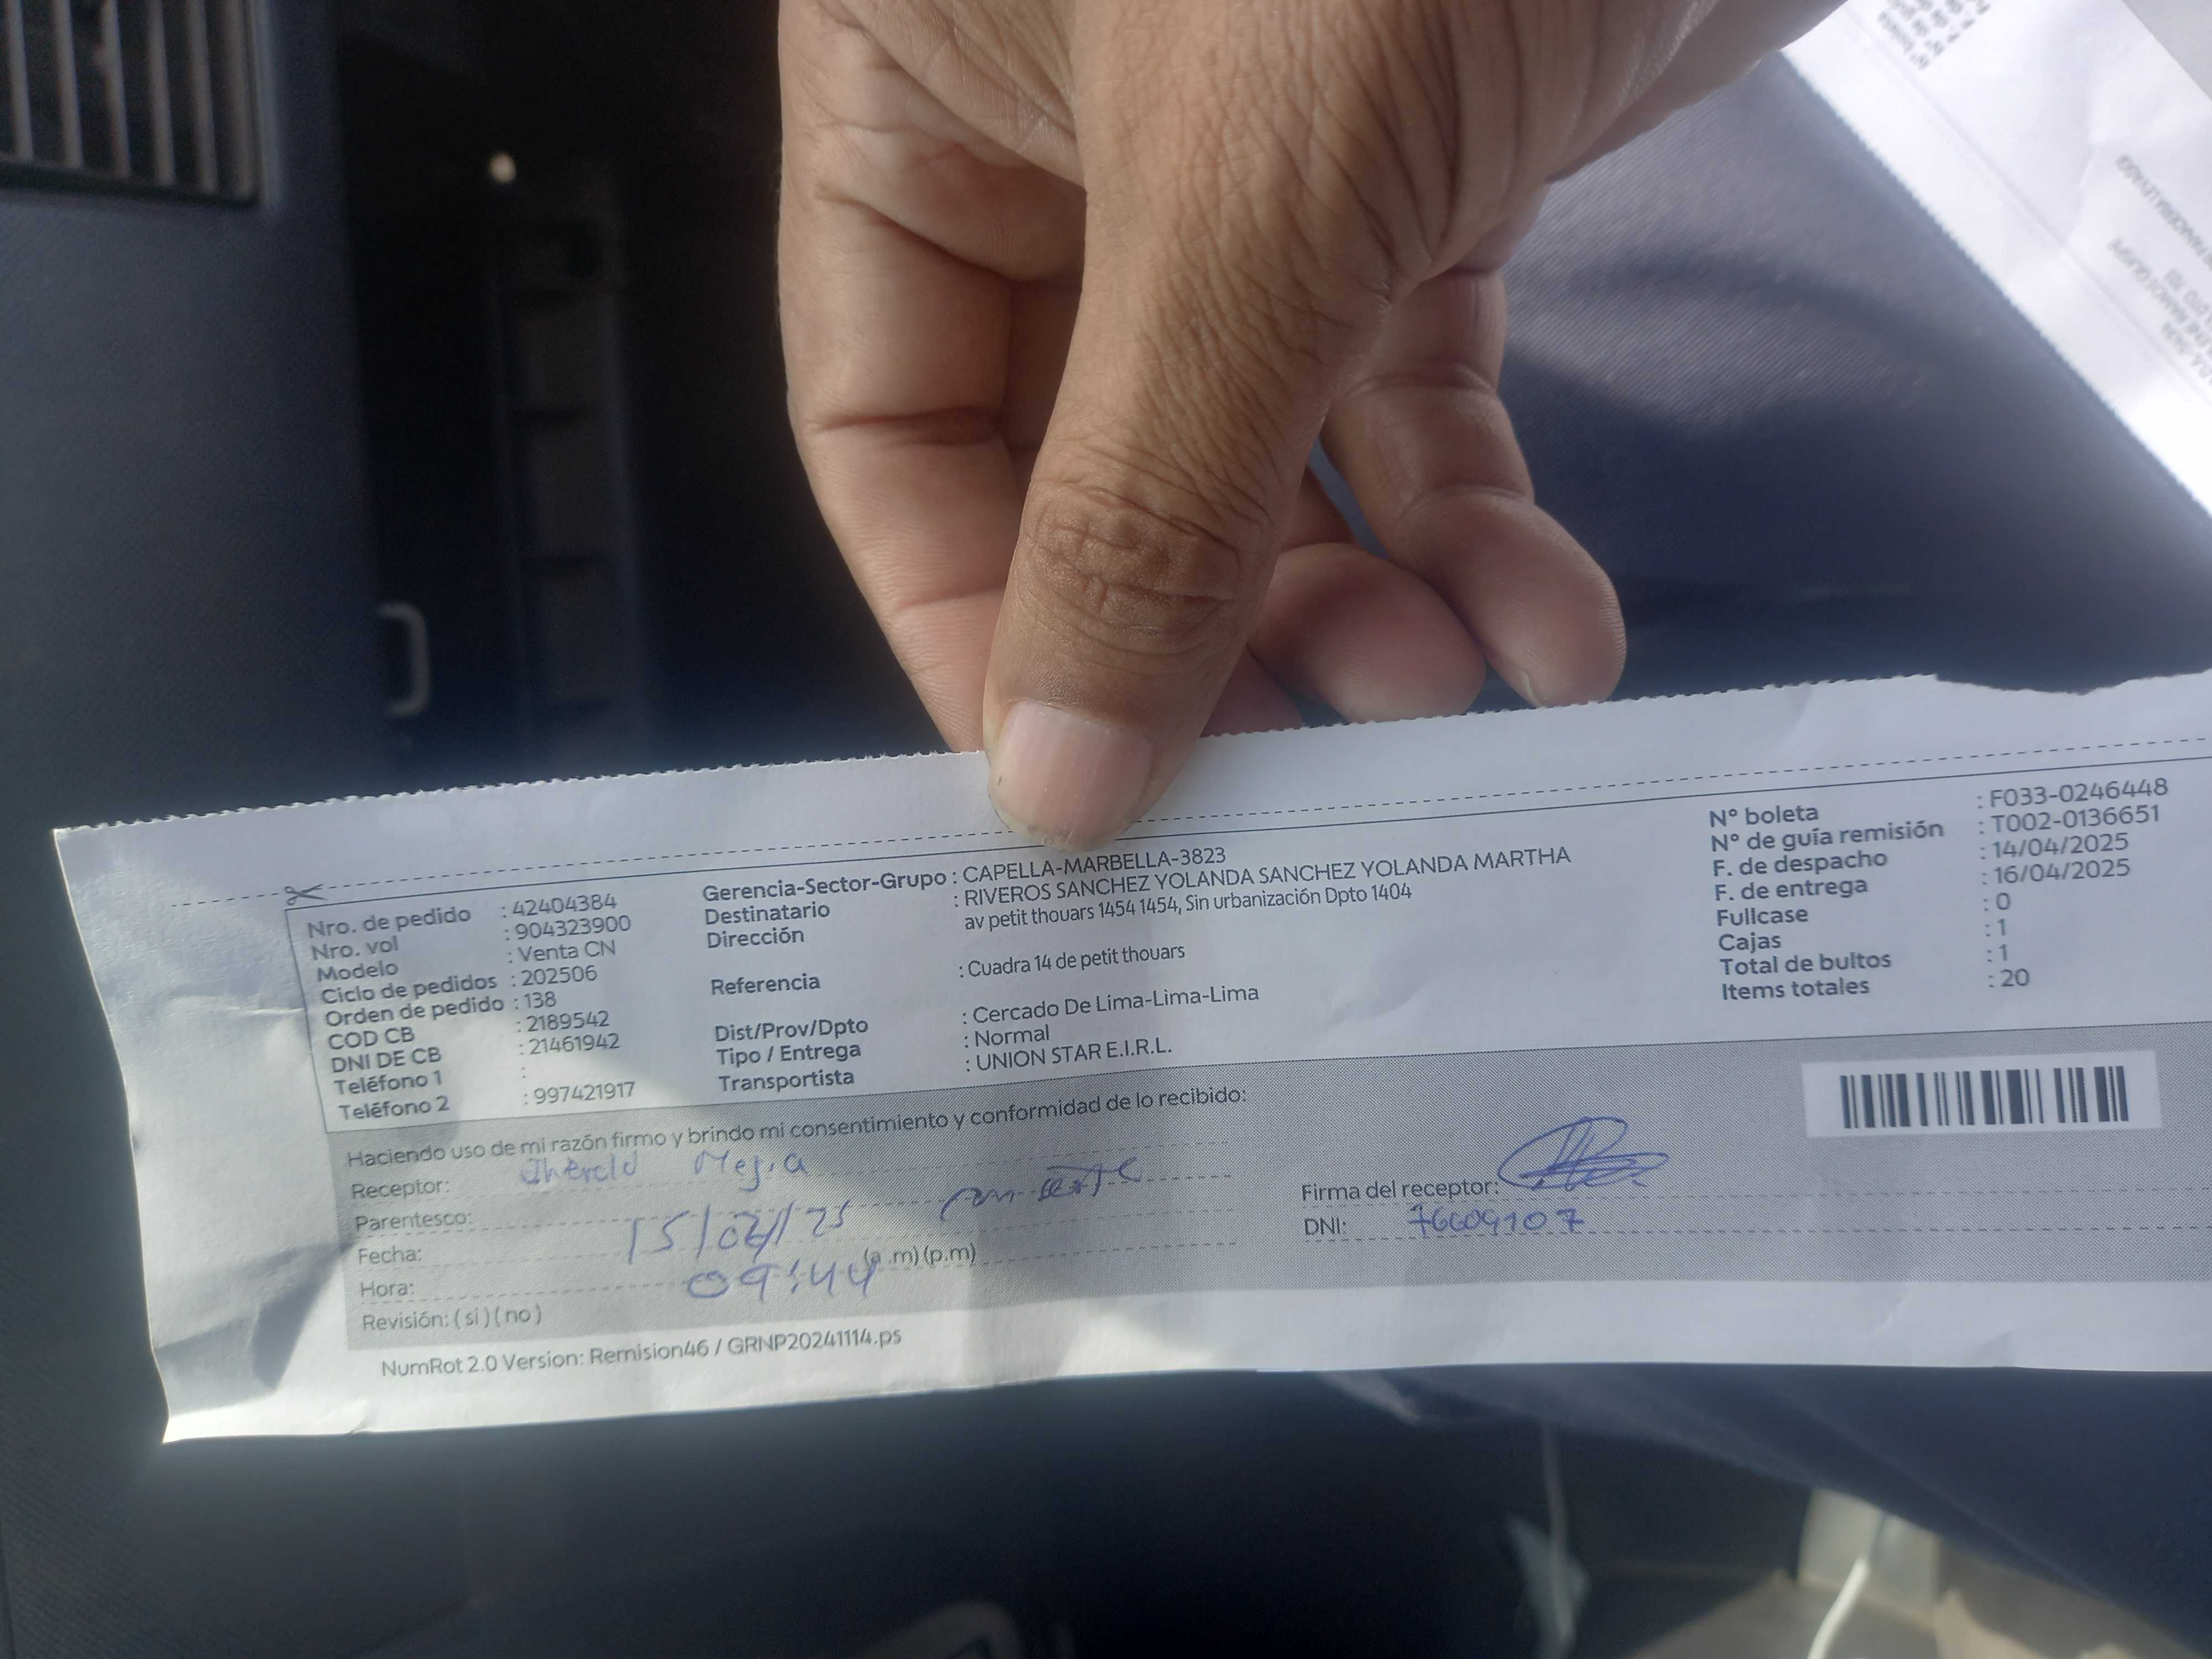 Nro. de pedido : 42404384
Nro. vol : 904323900
Modelo : Venta CN
Ciclo de pedidos : 202506
Orden de pedido : 138
COD CB : 2189542
DNI DE CB : 21461942
Teléfono 1 :
Teléfono 2 : 997421917
Gerencia-Sector-Grupo : CAPELLA-MARBELLA-3823
Destinatario : RIVEROS SANCHEZ YOLANDA SANCHEZ YOLANDA MARTHA
Dirección av petit thouars 1454 1454, Sin urbanización Dpto 1404
Referencia : Cuadra 14 de petit thouars
Dist/Prov/Dpto : Cercado De Lima-Lima-Lima
Tipo / Entrega : Normal
Transportista : UNION STAR E.I.R.L.
N° boleta : F033-0246448
N° de guía remisión : T002-0136651
F. de despacho : 14/04/2025
F. de entrega : 16/04/2025
Fullcase : 0
Cajas : 1
Total de bultos : 1
Items totales : 20
Haciendo uso de mi razón firmo y brindo mi consentimiento y conformidad de lo recibido:
Receptor: Jherald Mejia
Parentesco:
Fecha: 15/04/25
Hora: 09:44 (a.m) (p.m)
Revisión: ( si ) ( no )
Firma del receptor:
DNI: 76609107
NumRot 2.0 Version: Remision46 / GRNP20241114.ps